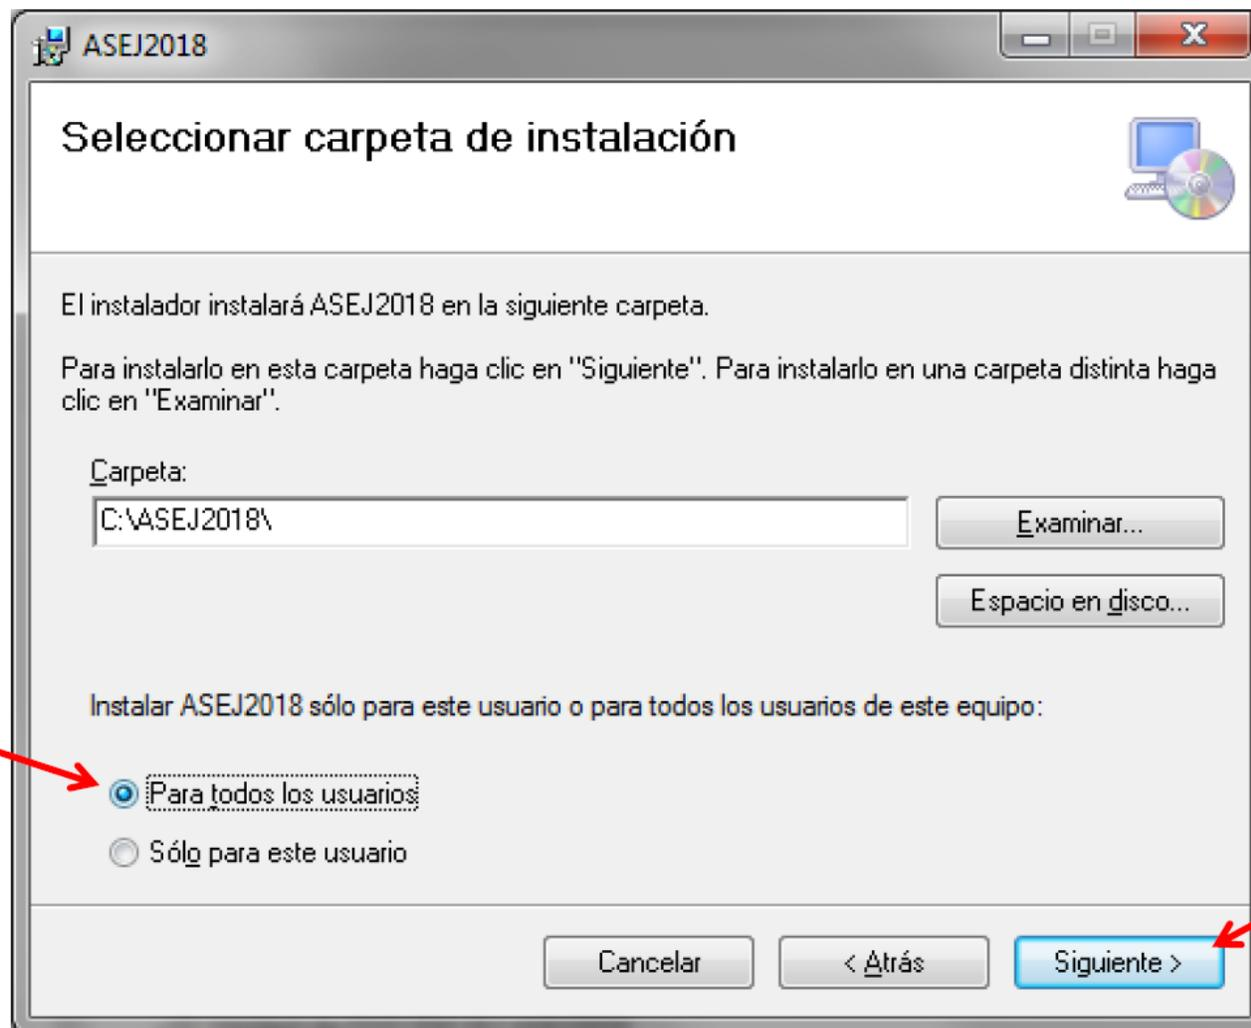 ASEJ2018
Seleccionar carpeta de instalación
El instalador instalará ASEJ2018 en la siguiente carpeta.
Para instalarlo en esta carpeta haga clic en "Siguiente". Para instalarlo en una carpeta distinta haga
clic en "Examinar".
Carpeta:
C:\ASEJ2018\
Examinar...
Espacio en disco...
Instalar ASEJ2018 sólo para este usuario o para todos los usuarios de este equipo:
Para todos los usuarios
Sólo para este usuario
Cancelar
< Atrás
Siguiente >